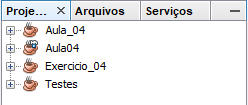 Proje... Arquivos Serviços
Aula_04
Aula04
Exercicio_04
Testes